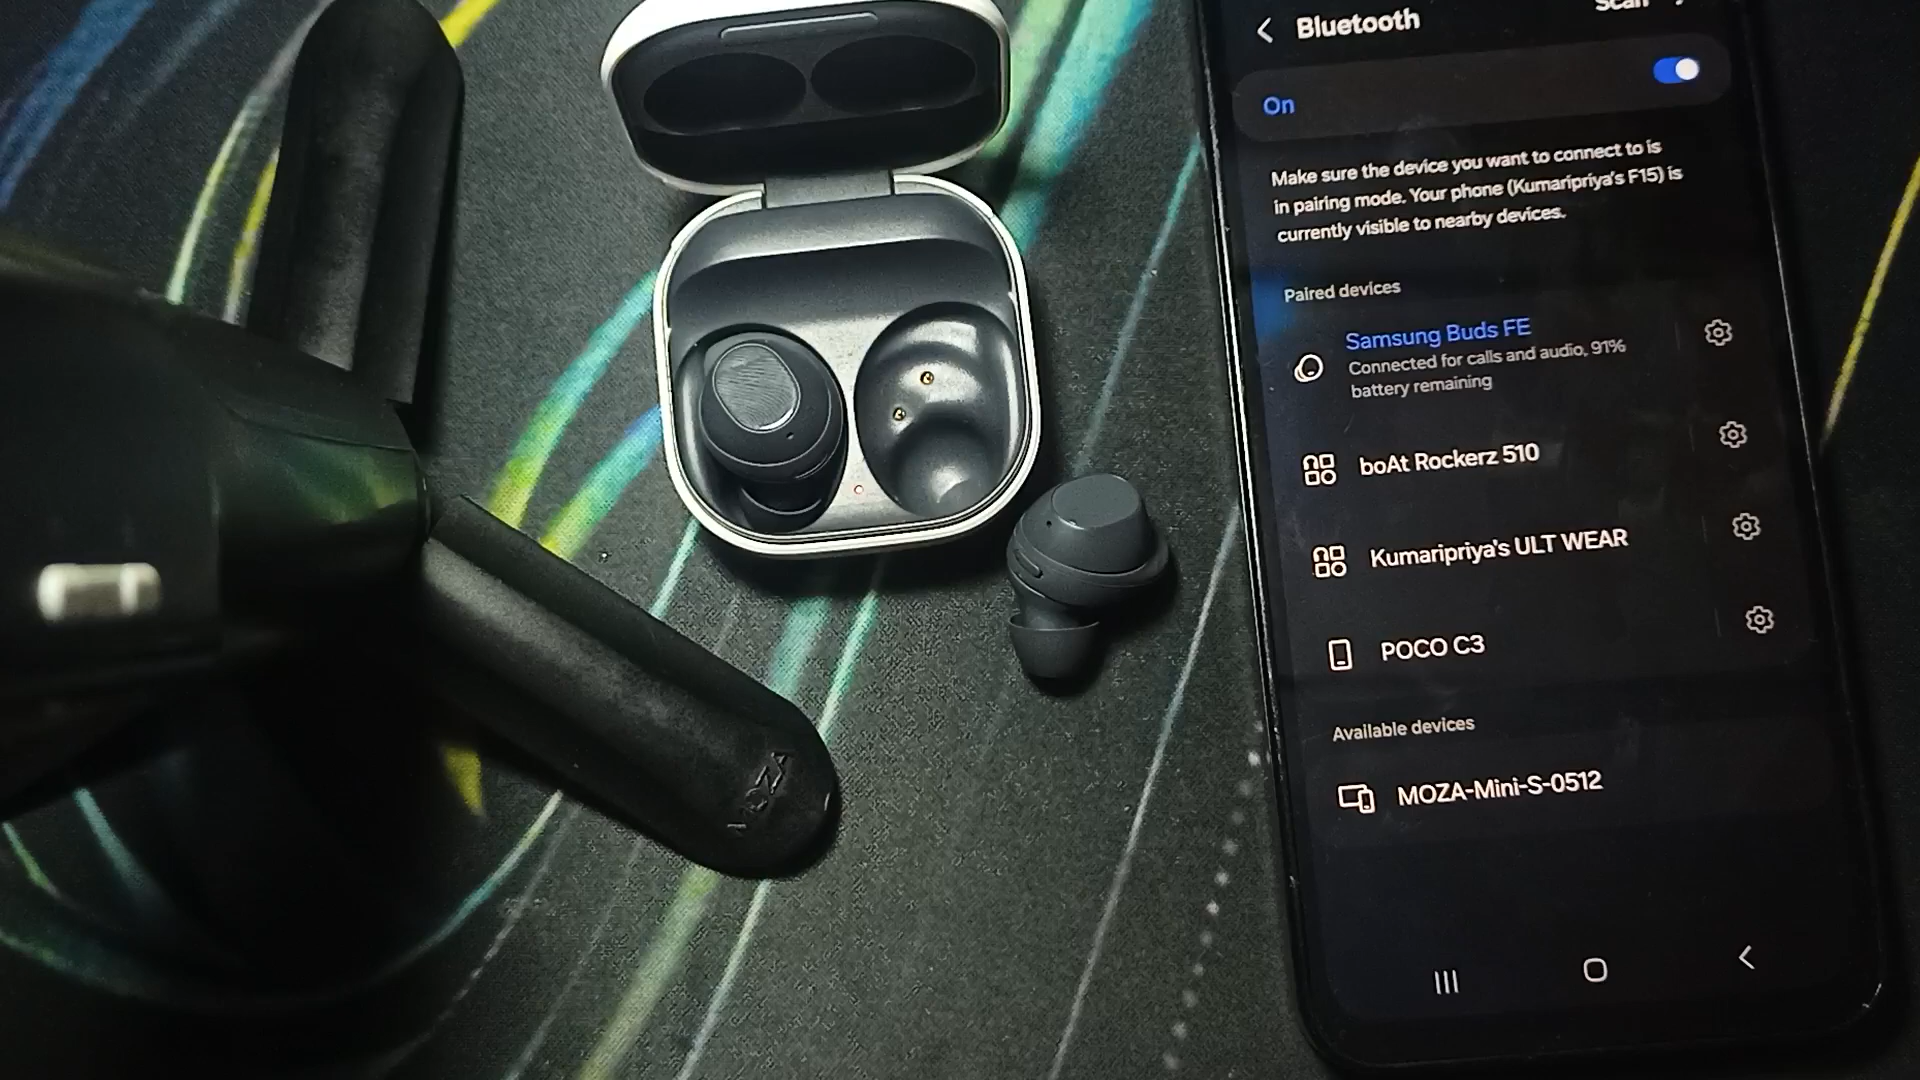 Scan
Bluetooth
On
Make sure the device you want to connect to is
in pairing mode. Your phone (Kumaripriya's F15) is
currently visible to nearby devices.
Paired devices
Samsung Buds FE
Connected for calls and audio, 91%
battery remaining
boAt Rockerz 510
Kumaripriya's ULT WEAR
POCO C3
Available devices
MOZA-Mini-S-0512
MOZA